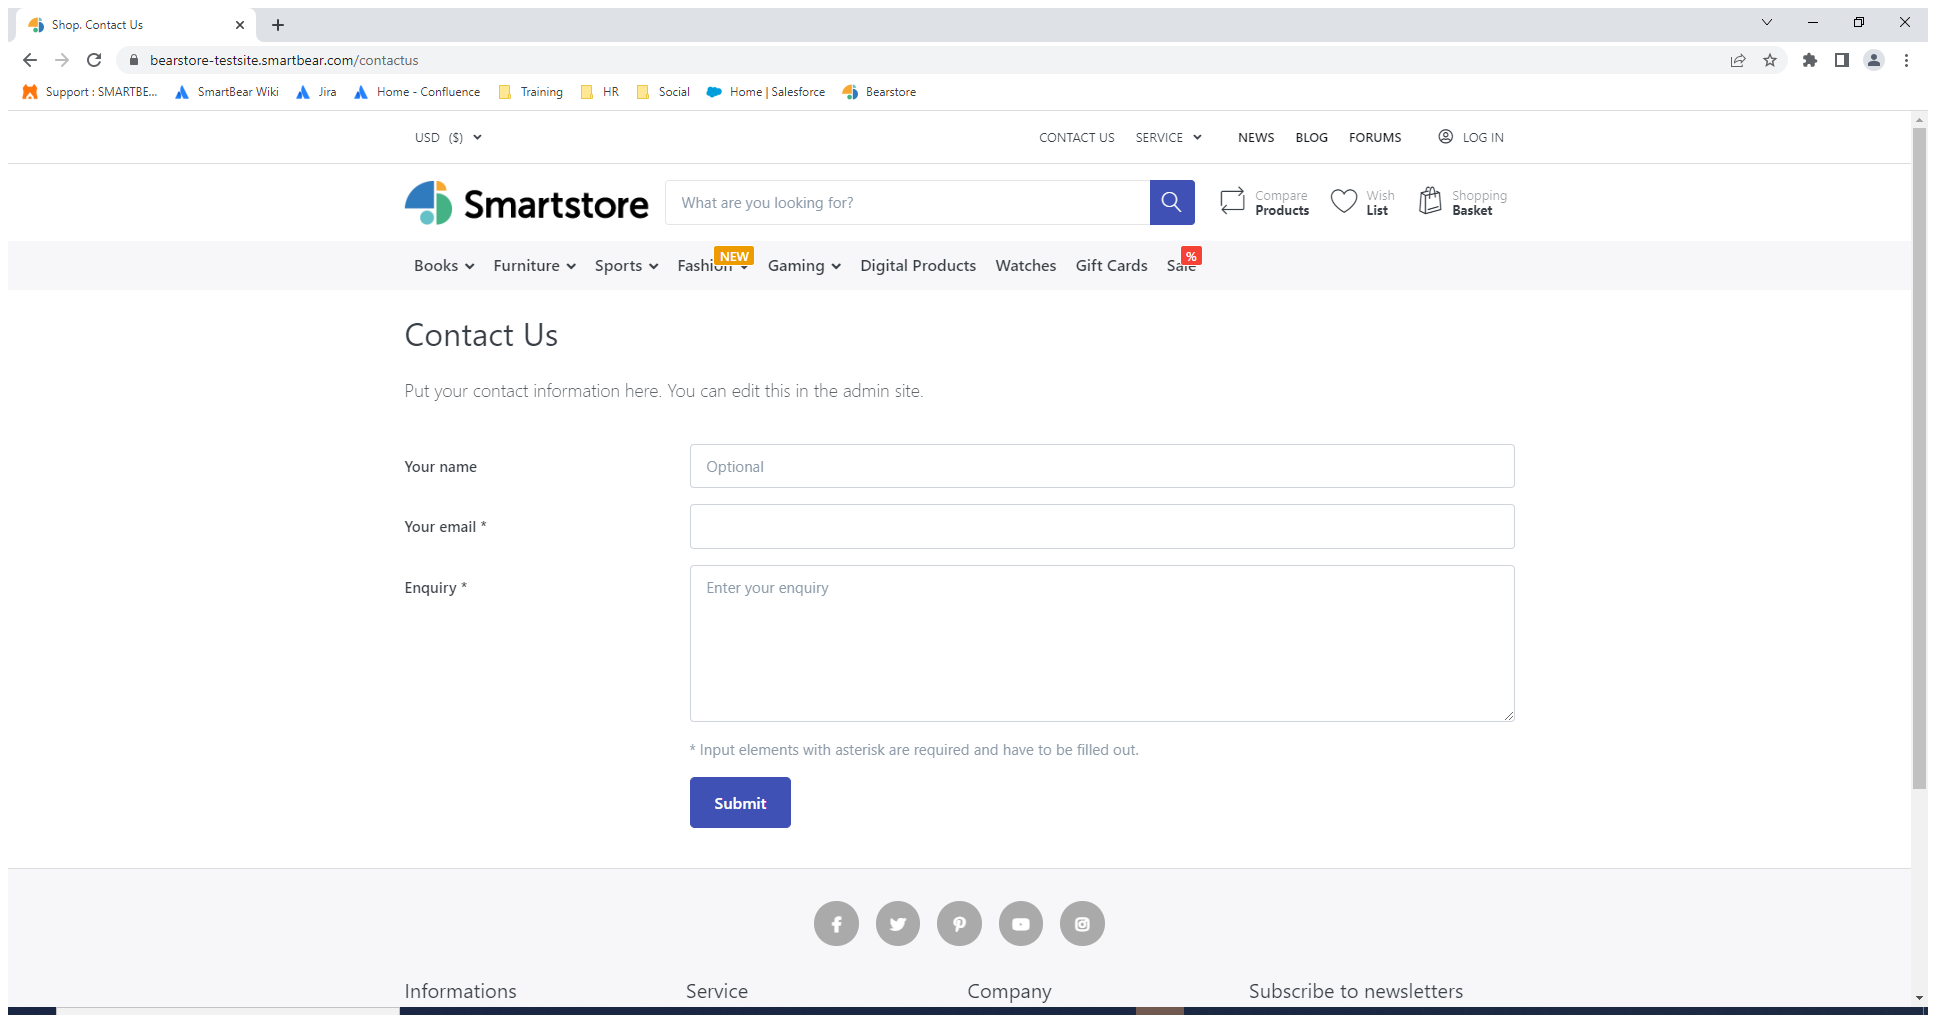 Shop. Contact Us
bearstore-testsite.smartbear.com/contactus
Support : SMARTBE... SmartBear Wiki Jira Home - Confluence Training HR Social Home | Salesforce Bearstore
USD ($) CONTACT US SERVICE NEWS BLOG FORUMS LOG IN
Smartstore What are you looking for? Compare Products Wish List Shopping Basket
NEW %
Books Furniture Sports Fashion Gaming Digital Products Watches Gift Cards Sale
Contact Us
Put your contact information here. You can edit this in the admin site.
Your name Optional
Your email *
Enquiry * Enter your enquiry
* Input elements with asterisk are required and have to be filled out.
Submit
Informations Service Company Subscribe to newsletters